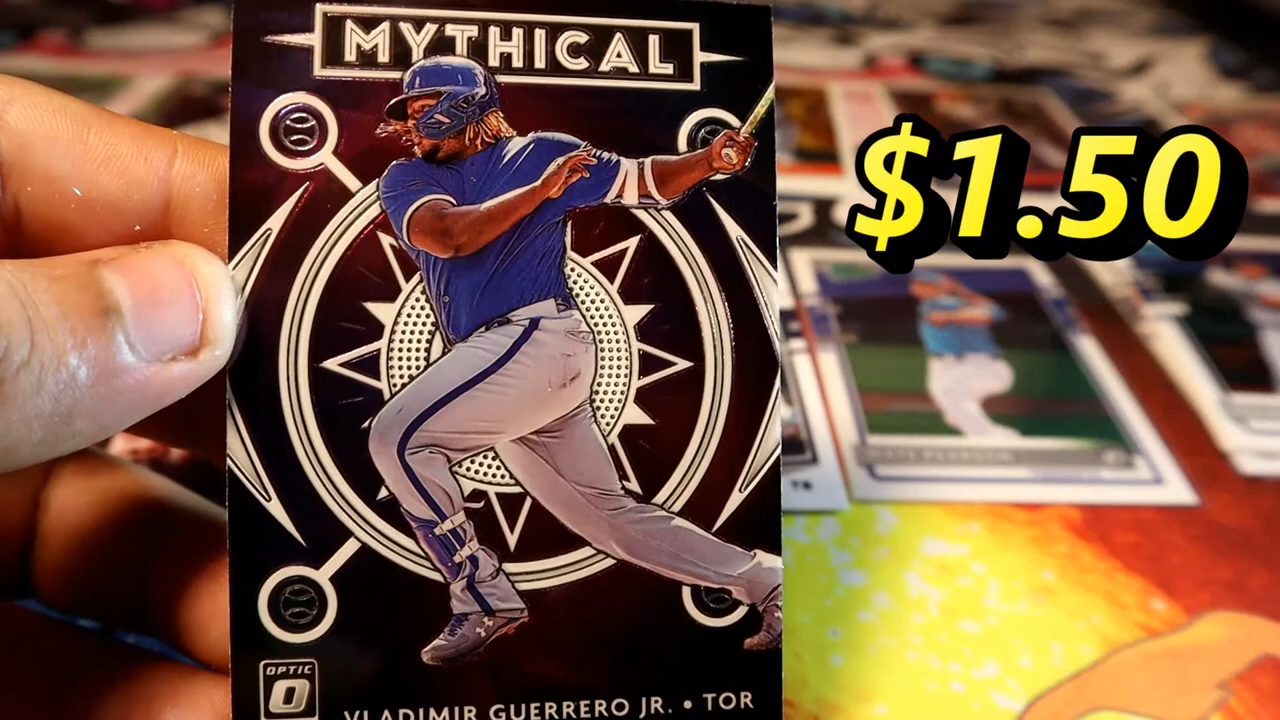 MYTHICAL
$1.50
OPTIC
O
VLADIMIR GUERRERO JR. • TOR